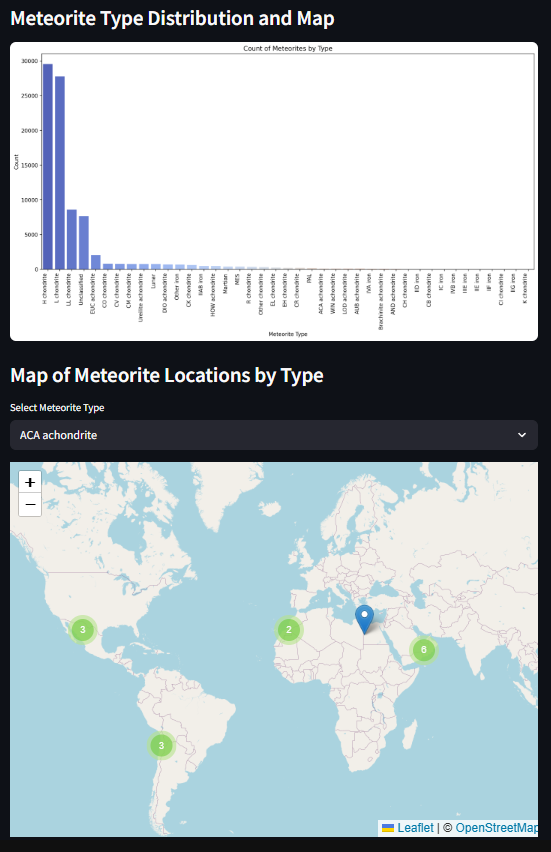 Meteorite Type Distribution and Map
Count of Meteorites by Type
30000
25000
20000
15000
10000
5000
0
Count
H chondrite
L chondrite
LL chondrite
Unclassified
EUC achondrite
CO chondrite
CV chondrite
CM chondrite
Ureilite achondrite
Lunar
DIO achondrite
Other iron
CK chondrite
IIIAB iron
HOW achondrite
Martian
MES
R chondrite
Other chondrite
EL chondrite
EH chondrite
CR chondrite
PAL
ACA achondrite
WIN achondrite
LOD achondrite
AUB achondrite
IVA iron
Brachinite achondrite
ANG achondrite
CH chondrite
IID iron
CB chondrite
IC iron
IVB iron
IIIE iron
IIE iron
IIF iron
CI chondrite
IIG iron
K chondrite
Meteorite Type
Map of Meteorite Locations by Type
Select Meteorite Type
ACA achondrite
+
−
3
2
6
3
Leaflet | © OpenStreetMap